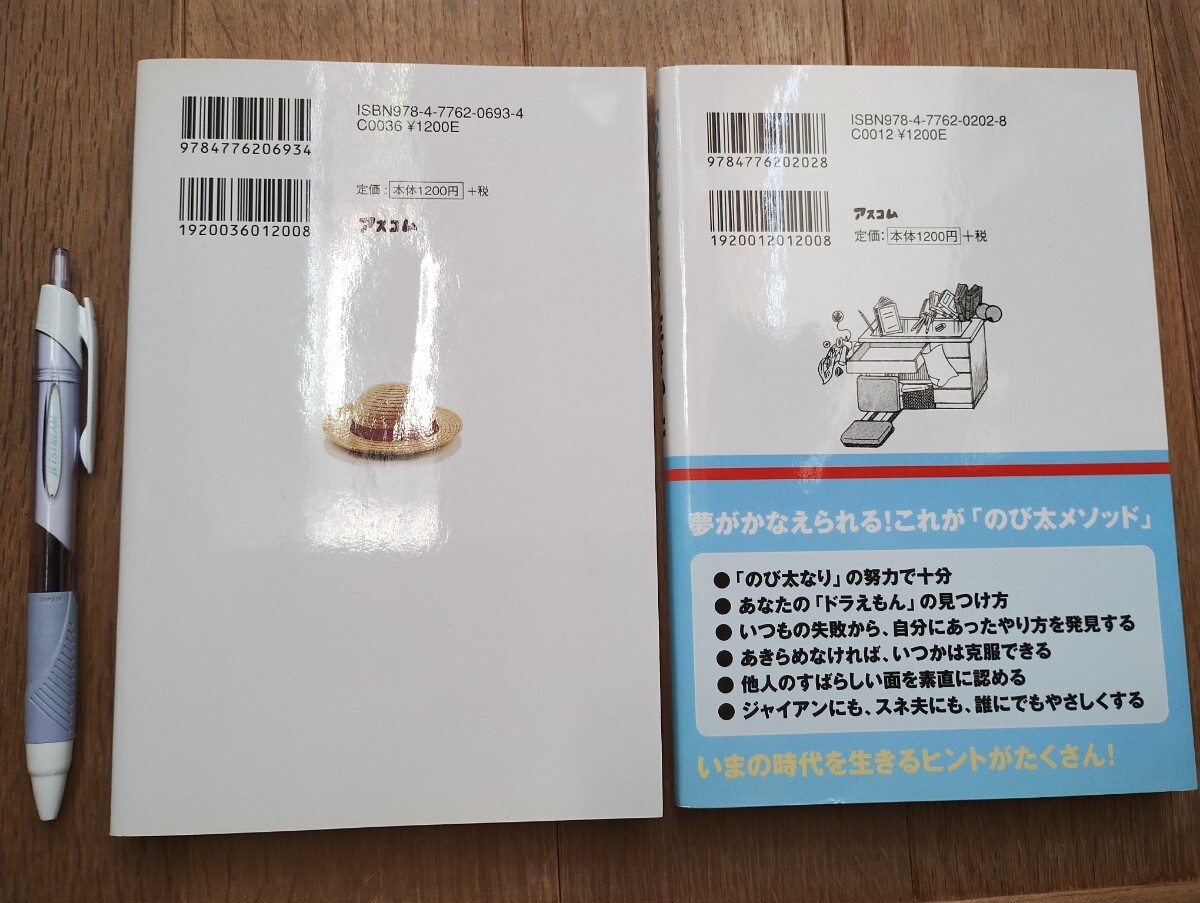 ISBN978-4-7762-0693-4
C0036 ¥1200E
9784776206934
定価：本体1200円+税
アスコム
1920036012008
ISBN978-4-7762-0202-8
C0012 ¥1200E
9784776202028
アスコム
定価：本体1200円+税
1920012012008
夢がかなえられる！これが「のび太メソッド」
●「のび太なり」の努力で十分
●あなたの「ドラえもん」の見つけ方
●いつもの失敗から、自分にあったやり方を発見する
●あきらめなければ、いつかは克服できる
●他人のすばらしい面を素直に認める
●ジャイアンにも、スネ夫にも、誰にでもやさしくする
いまの時代を生きるヒントがたくさん！